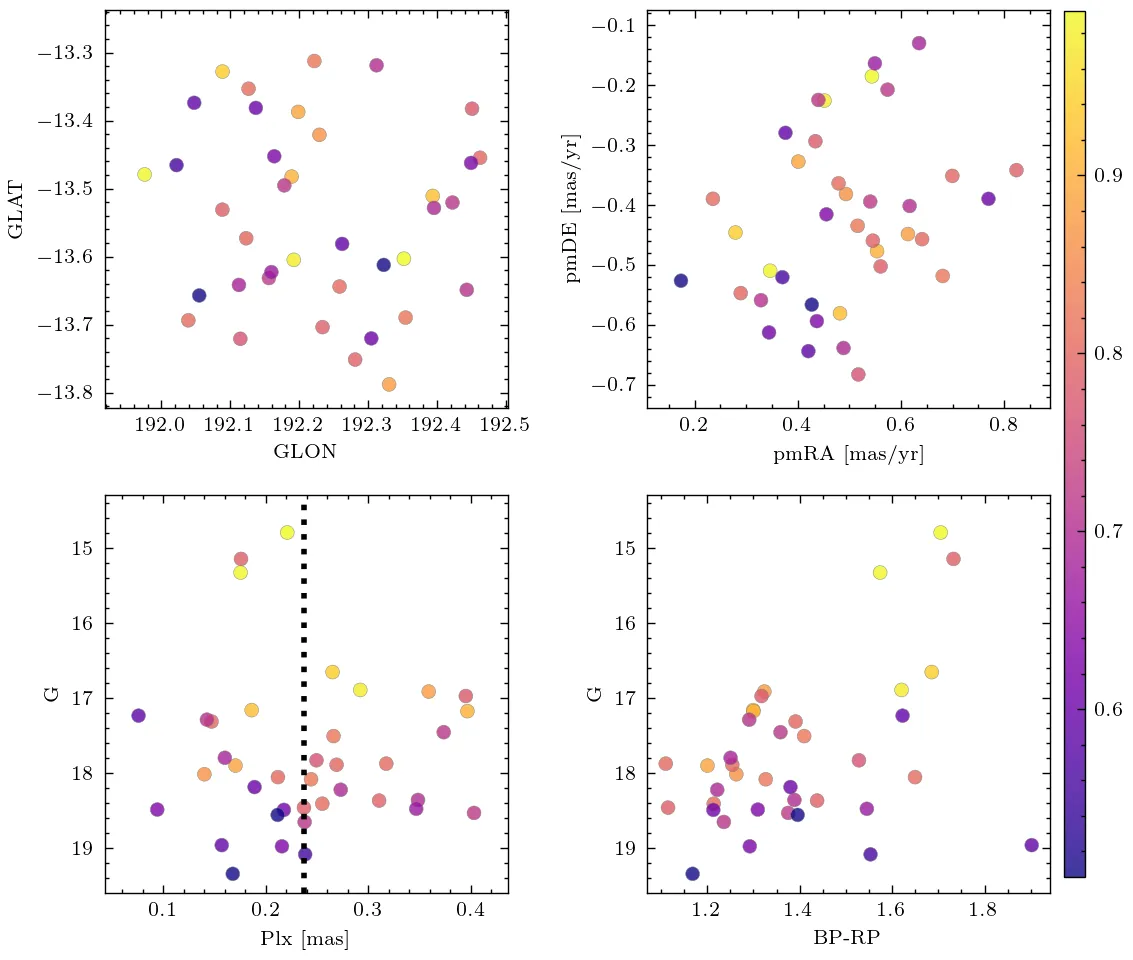 −13.3
−13.4
−13.5
−13.6
−13.7
−13.8
GLAT
192.0 192.1 192.2 192.3 192.4 192.5
GLON
−0.1
−0.2
−0.3
−0.4
−0.5
−0.6
−0.7
pmDE [mas/yr]
0.2 0.4 0.6 0.8
pmRA [mas/yr]
0.9
0.8
0.7
0.6
15
16
17
18
19
G
0.1 0.2 0.3 0.4
Plx [mas]
15
16
17
18
19
G
1.2 1.4 1.6 1.8
BP-RP